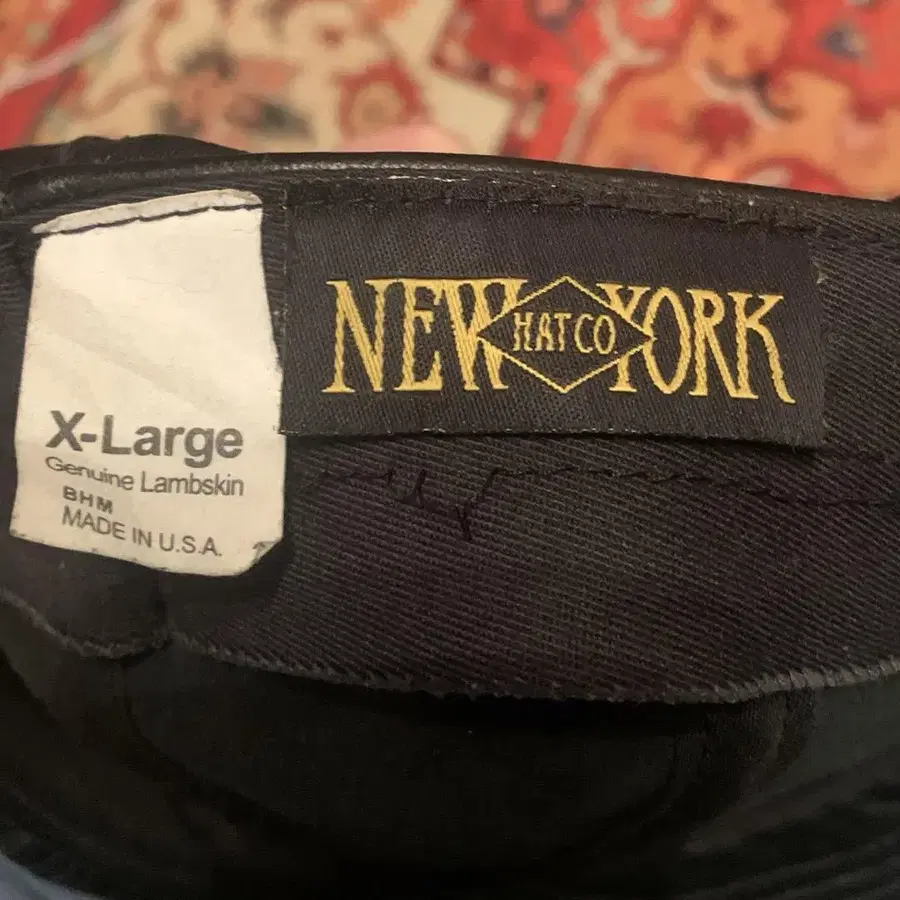 X-Large
Genuine Lambskin
BHM
MADE IN U.S.A.
NEW HAT CO. YORK